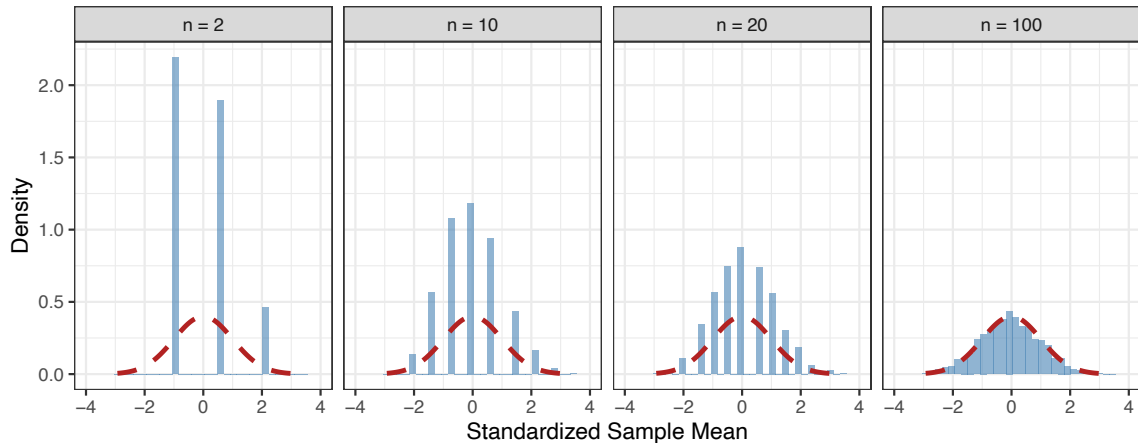 n = 2
n = 10
n = 20
n = 100
Density
2.0
1.5
1.0
0.5
0.0
−4 −2 0 2 4
−4 −2 0 2 4
−4 −2 0 2 4
−4 −2 0 2 4
Standardized Sample Mean